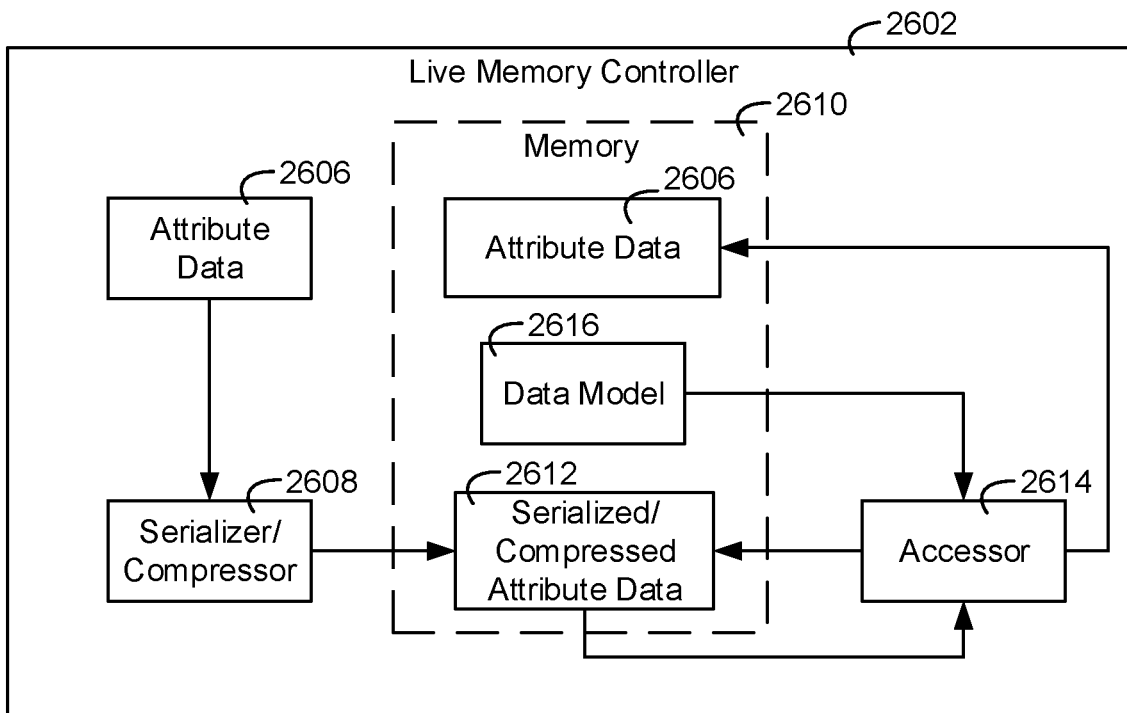 2602
Live Memory Controller
2610
Memory
2606
Attribute
Data
2606
Attribute Data
2616
Data Model
2608
Serializer/
Compressor
2612
Serialized/
Compressed
Attribute Data
2614
Accessor